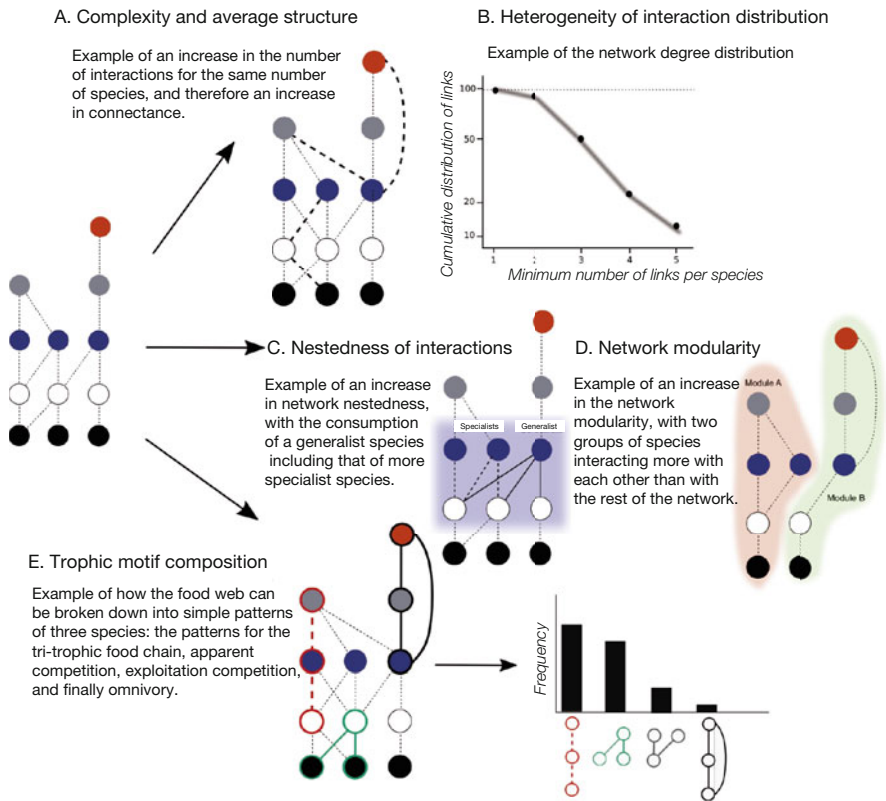 A. Complexity and average structure
Example of an increase in the number
of interactions for the same number
of species, and therefore an increase
in connectance.
B. Heterogeneity of interaction distribution
Example of the network degree distribution
Cumulative distribution of links
100
50
20
10
1
3
4
5
Minimum number of links per species
C. Nestedness of interactions
Example of an increase
in network nestedness,
with the consumption
of a generalist species
including that of more
specialist species.
Specialists
Generalist
D. Network modularity
Example of an increase
in the network
modularity, with two
groups of species
interacting more with
each other than with
the rest of the network.
Module A
Module B
E. Trophic motif composition
Example of how the food web can
be broken down into simple patterns
of three species: the patterns for the
tri-trophic food chain, apparent
competition, exploitation competition,
and finally omnivory.
Frequency